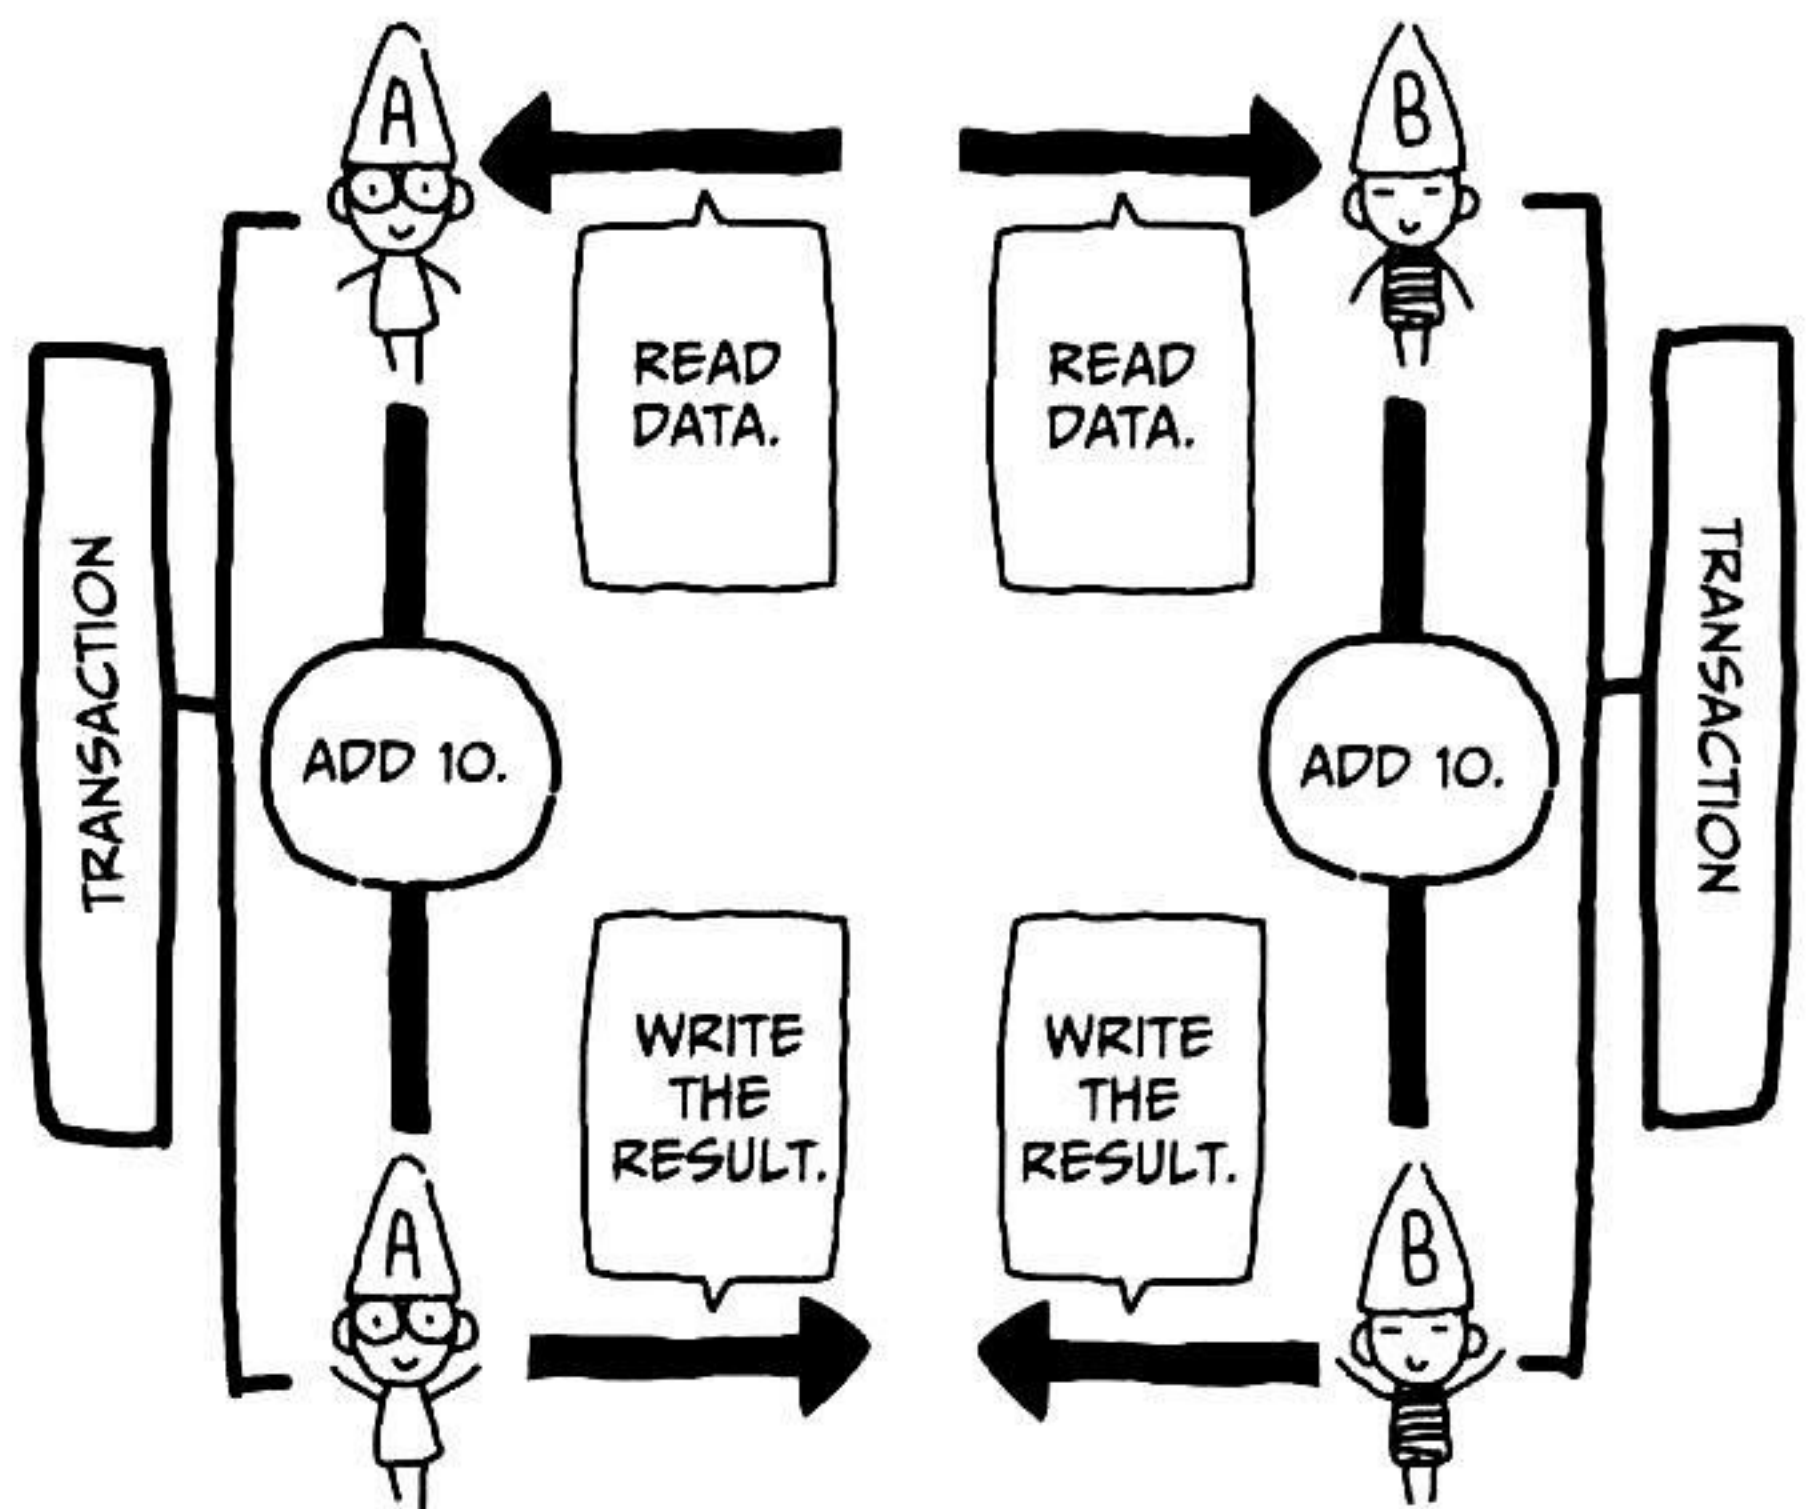 A
B
READ
DATA.
READ
DATA.
TRANSACTION
TRANSACTION
ADD 10.
ADD 10.
WRITE
THE
RESULT.
WRITE
THE
RESULT.
A
B